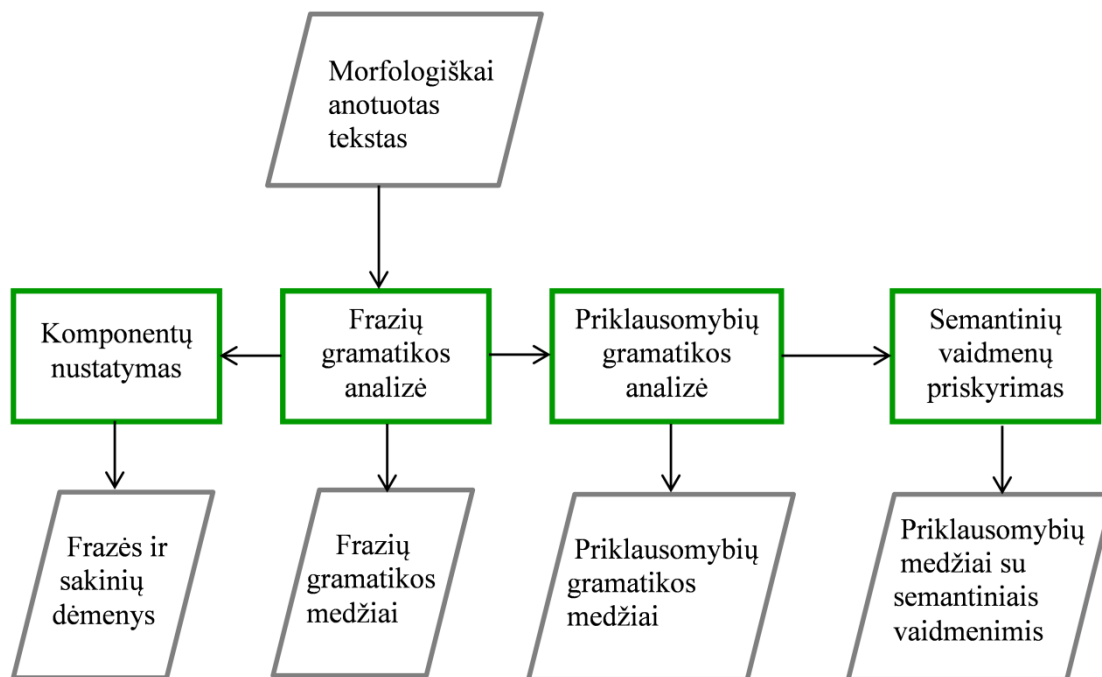 Morfologiškai
anotuotas
tekstas
Komponentų
nustatymas
Frazių
gramatikos
analizė
Priklausomybių
gramatikos
analizė
Semantinių
vaidmenų
priskyrimas
Frazės ir
sakinių
dėmenys
Frazių
gramatikos
medžiai
Priklausomybių
gramatikos
medžiai
Priklausomybių
medžiai su
semantiniais
vaidmenimis